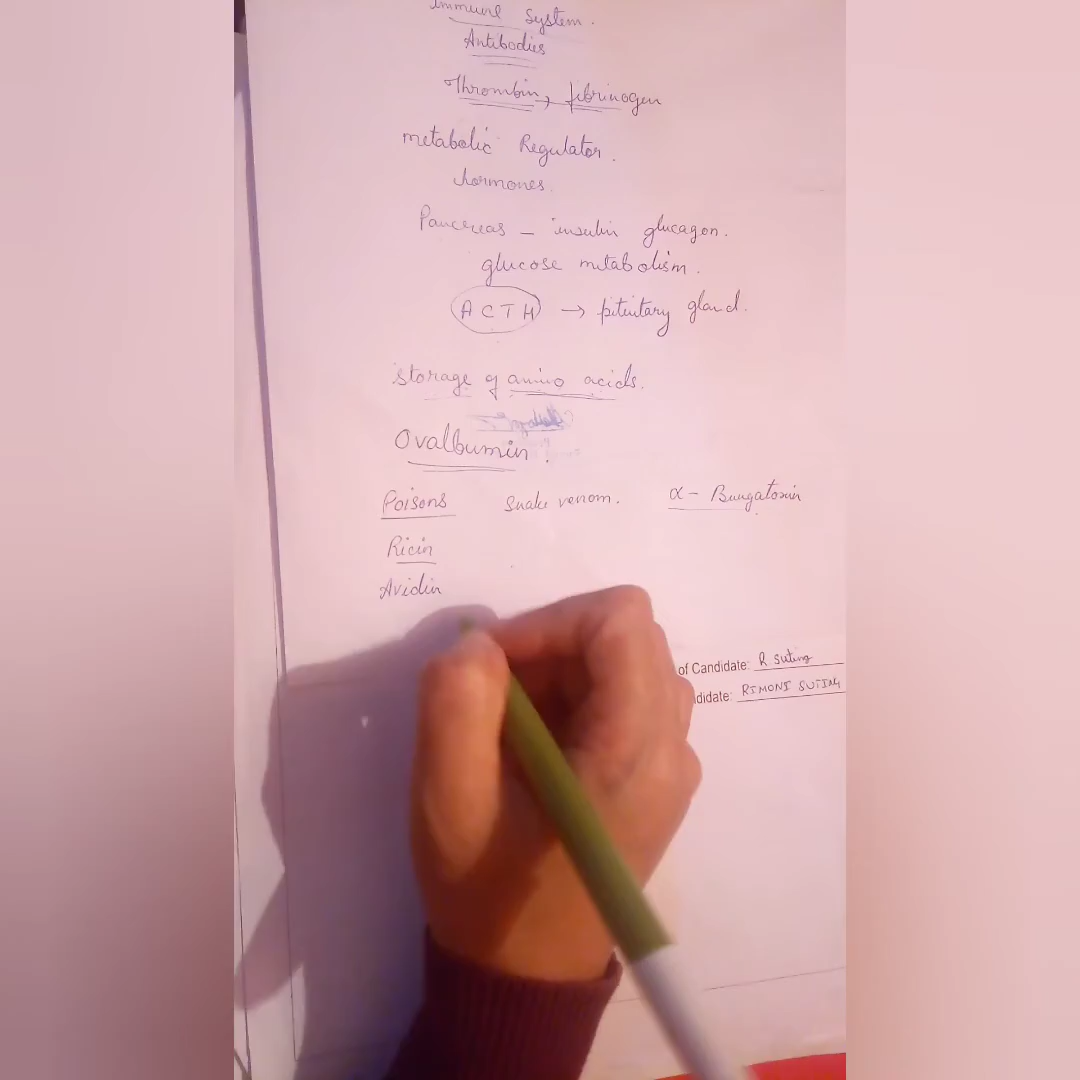 immune System.
Antibodies
Thrombin, fibrinogen
metabolic Regulator.
hormones.
Pancreas - insulin glucagon.
glucose metabolism.
ACTH → pituitary gland.
storage of amino acids.
Ovalbumin.
Poisons Snake venom. α- Bungatoxin
Ricin
Avidin
of Candidate: R Suting
didate: RIMONI SUTING